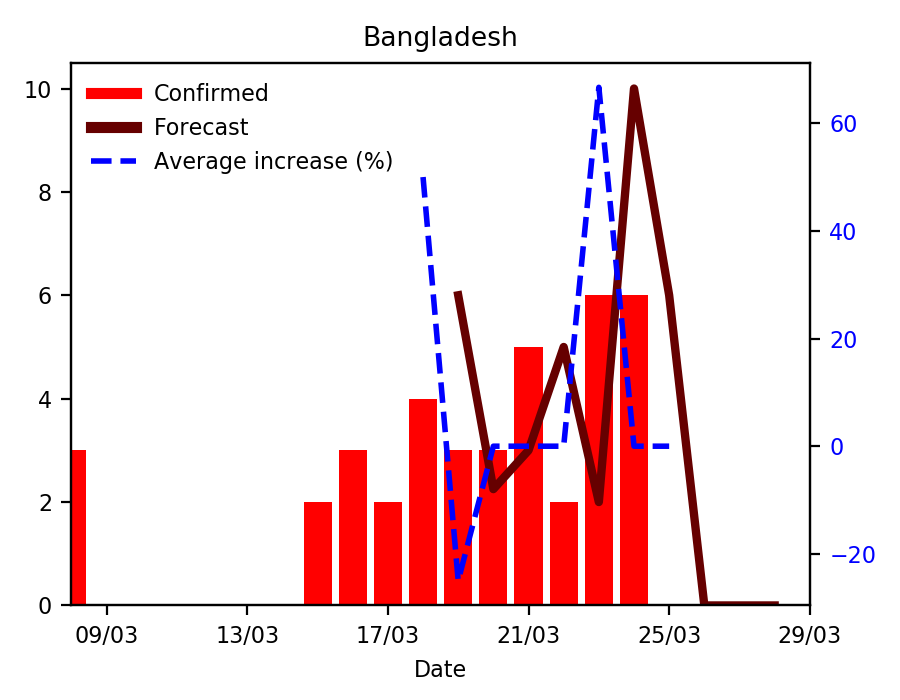 Bangladesh
Confirmed
Forecast
Average increase (%)
10
8
6
4
2
0
60
40
20
0
−20
09/03 13/03 17/03 21/03 25/03 29/03
Date